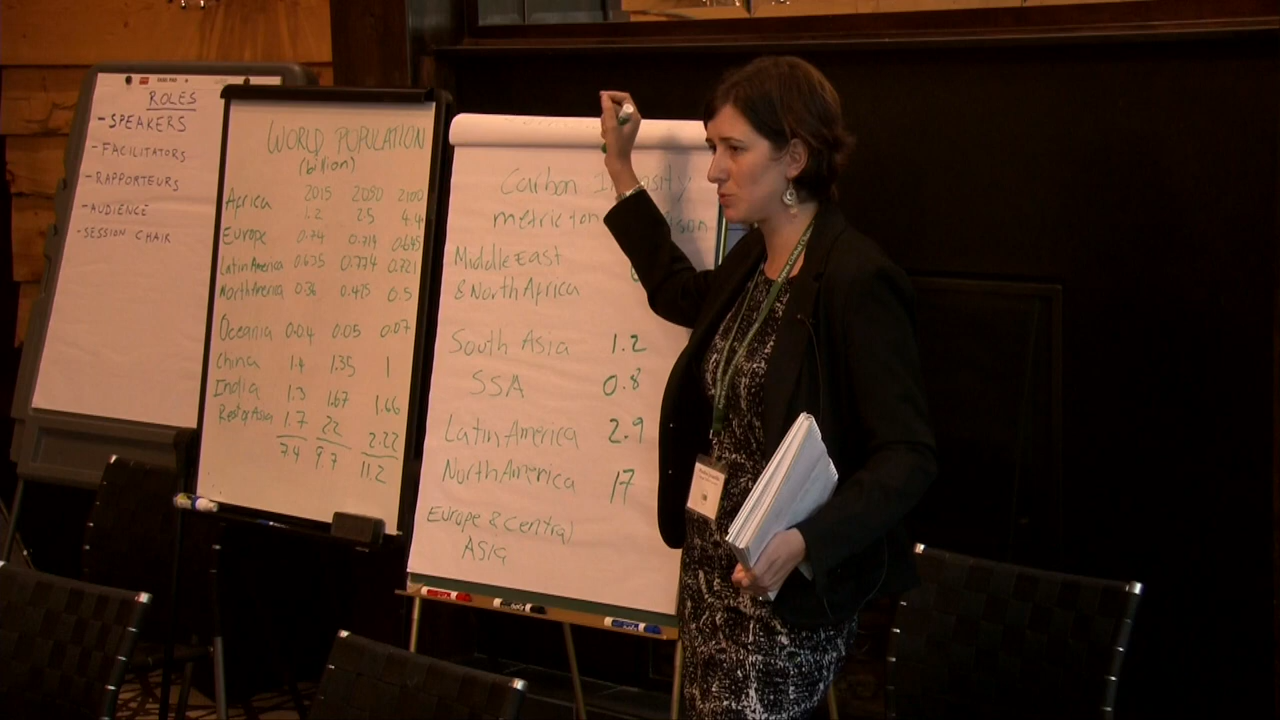 ROLES
- SPEAKERS
- FACILITATORS
- RAPPORTEURS
- AUDIENCE
- SESSION CHAIR
WORLD POPULATION
(billion)
2015 2050 2100
Africa 1.2 2.5 4.4
Europe 0.74 0.714 0.645
Latin America 0.635 0.774 0.721
North America 0.36 0.425 0.5
Oceania 0.04 0.05 0.07
China 1.4 1.35 1
India 1.3 1.67 1.66
Rest of Asia 1.7 2.2 2.22
7.4 9.7 11.2
Carbon
metric ton
Middle East
& North Africa
South Asia 1.2
SSA 0.8
Latin America 2.9
North America 17
Europe & Central
Asia